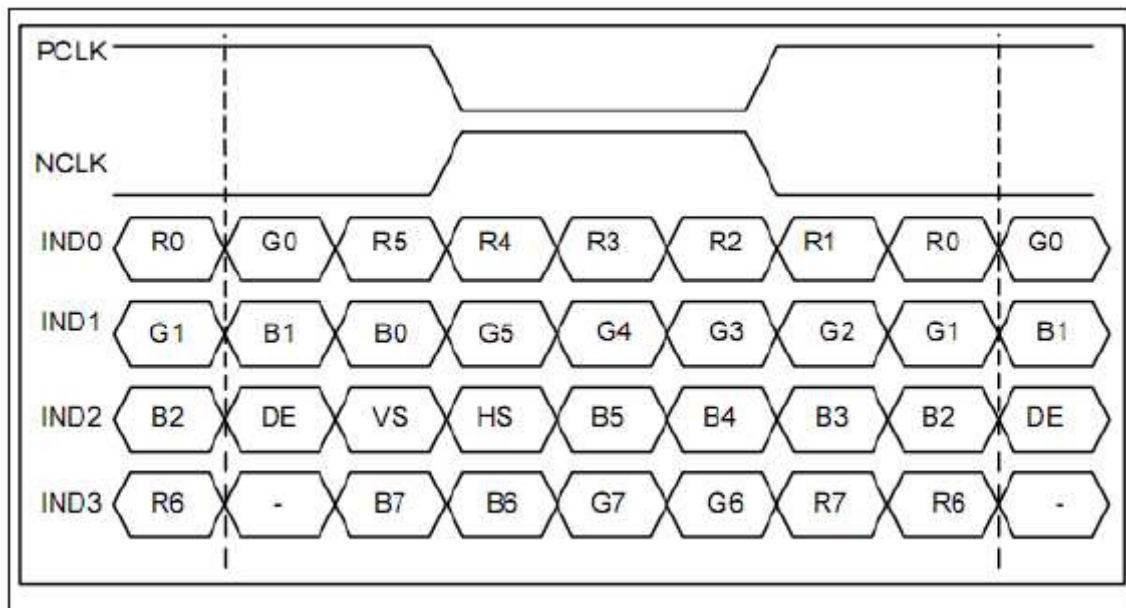 PCLK
NCLK
IND0 R0 G0 R5 R4 R3 R2 R1 R0 G0
IND1 G1 B1 B0 G5 G4 G3 G2 G1 B1
IND2 B2 DE VS HS B5 B4 B3 B2 DE
IND3 R6 - B7 B6 G7 G6 R7 R6 -